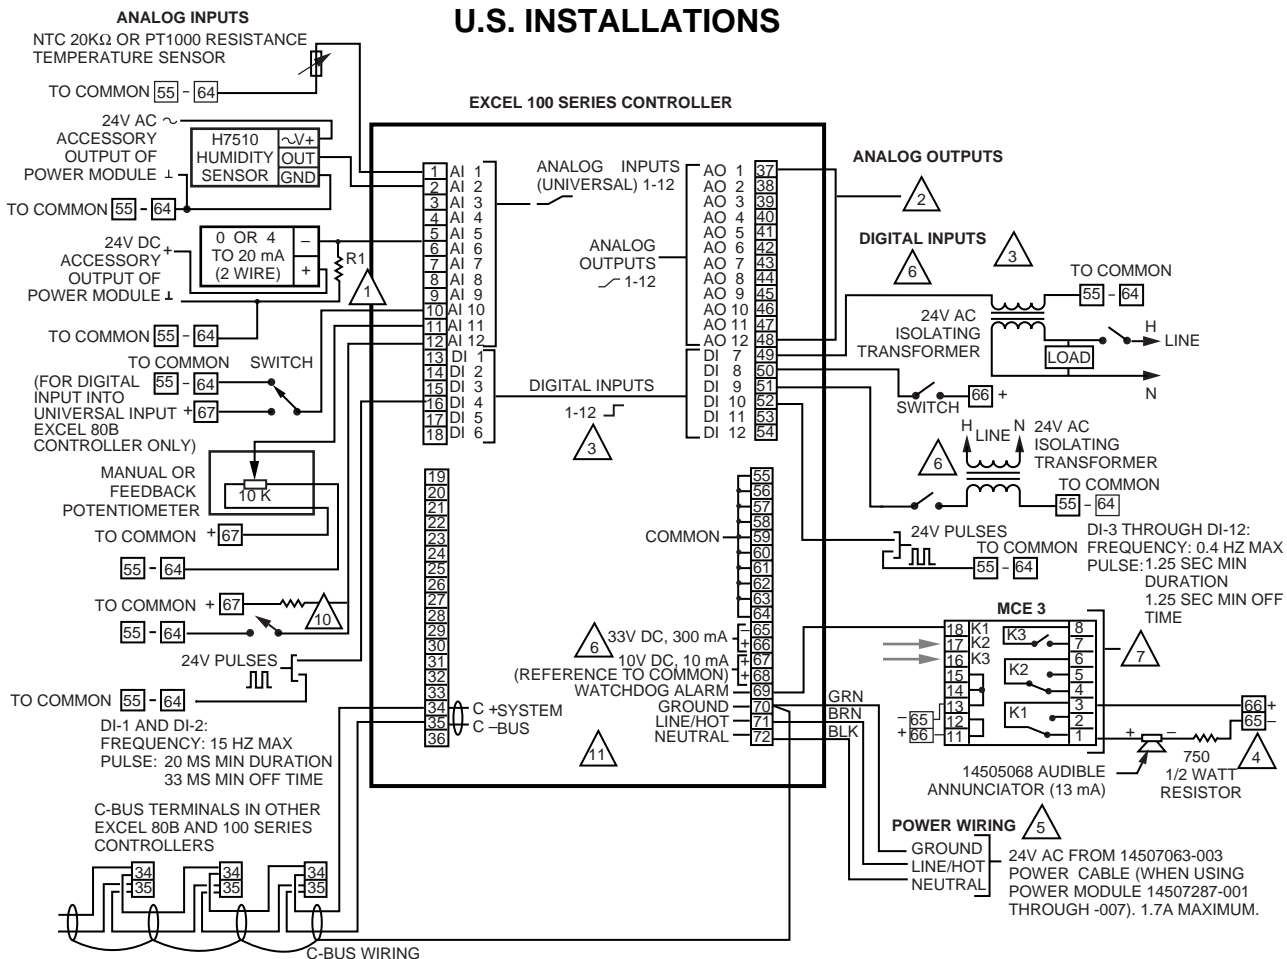 U.S. INSTALLATIONS
ANALOG INPUTS
NTC 20KΩ OR PT1000 RESISTANCE
TEMPERATURE SENSOR
TO COMMON 55 - 64
24V AC ~
ACCESSORY
OUTPUT OF
POWER MODULE ⊥
H7510
HUMIDITY
SENSOR
~V+
OUT
GND
TO COMMON 55 - 64
24V DC +
ACCESSORY
OUTPUT OF
POWER MODULE ⊥
0 OR 4
TO 20 mA
(2 WIRE)
–
+
R1
1
TO COMMON 55 - 64
TO COMMON
55 - 64
SWITCH
(FOR DIGITAL
INPUT INTO
UNIVERSAL INPUT + 67
EXCEL 80B
CONTROLLER ONLY)
MANUAL OR
FEEDBACK
POTENTIOMETER
10 K
TO COMMON + 67
55 - 64
TO COMMON + 67
10
55 - 64
24V PULSES
TO COMMON 55 - 64
DI-1 AND DI-2:
FREQUENCY: 15 HZ MAX
PULSE: 20 MS MIN DURATION
33 MS MIN OFF TIME
C-BUS TERMINALS IN OTHER
EXCEL 80B AND 100 SERIES
CONTROLLERS
34 34 34
35 35 35
C-BUS WIRING
EXCEL 100 SERIES CONTROLLER
1 AI 1
2 AI 2
3 AI 3
4 AI 4
5 AI 5
6 AI 6
7 AI 7
8 AI 8
9 AI 9
10 AI 10
11 AI 11
12 AI 12
13 DI 1
14 DI 2
15 DI 3
16 DI 4
17 DI 5
18 DI 6
19
20
21
22
23
24
25
26
27
28
29
30
31
32
33
34 C + SYSTEM
35 C – BUS
36
ANALOG INPUTS
(UNIVERSAL) 1-12
ANALOG
OUTPUTS
1-12
DIGITAL INPUTS
1-12
3
AO 1 37
AO 2 38
AO 3 39
AO 4 40
AO 5 41
AO 6 42
AO 7 43
AO 8 44
AO 9 45
AO 10 46
AO 11 47
AO 12 48
DI 7 49
DI 8 50
DI 9 51
DI 10 52
DI 11 53
DI 12 54
COMMON
55
56
57
58
59
60
61
62
63
64
6
33V DC, 300 mA – 65
+ 66
10V DC, 10 mA + 67
(REFERENCE TO COMMON) + 68
WATCHDOG ALARM 69
GROUND 70
LINE/HOT 71
NEUTRAL 72
11
GRN
BRN
BLK
ANALOG OUTPUTS
2
DIGITAL INPUTS
6
3
TO COMMON
55 - 64
24V AC
ISOLATING
TRANSFORMER
LOAD
H
LINE
N
SWITCH 66 +
H LINE N
24V AC
ISOLATING
TRANSFORMER
6
TO COMMON
55 - 64
24V PULSES
TO COMMON
55 - 64
DI-3 THROUGH DI-12:
FREQUENCY: 0.4 HZ MAX
PULSE: 1.25 SEC MIN
DURATION
1.25 SEC MIN OFF
TIME
MCE 3
18 K1
17 K2
16 K3
15
14
13
12
11
– 65
+ 66
K3
K2
K1
8
7
6
5
4
3
2
1
7
66 +
65 –
4
+ –
750
1/2 WATT
RESISTOR
14505068 AUDIBLE
ANNUNCIATOR (13 mA)
POWER WIRING
5
GROUND
LINE/HOT
NEUTRAL
24V AC FROM 14507063-003
POWER CABLE (WHEN USING
POWER MODULE 14507287-001
THROUGH -007). 1.7A MAXIMUM.